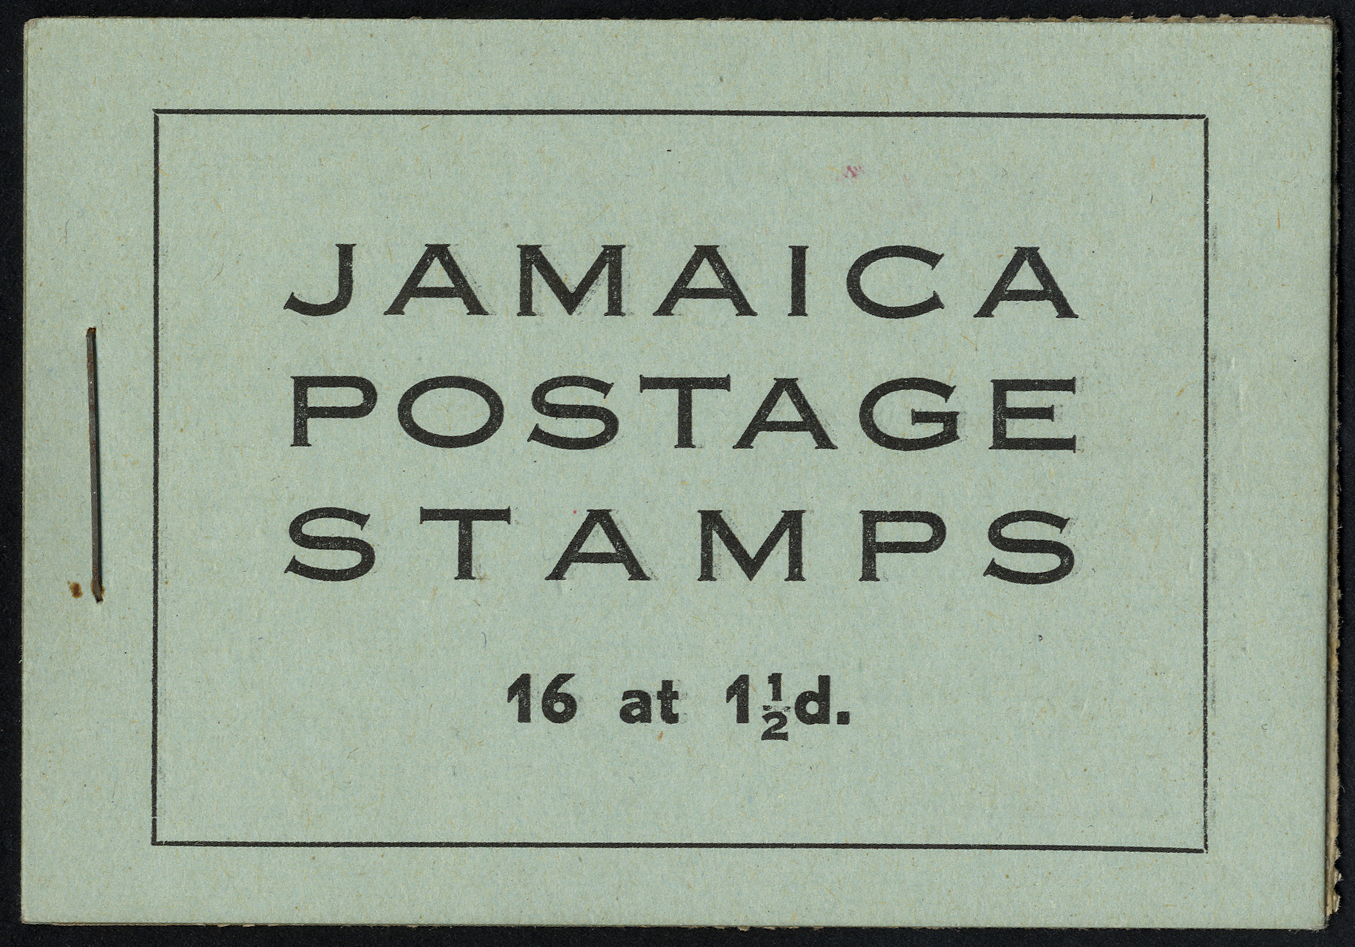 JAMAICA
POSTAGE
STAMPS
16 at 1½d.